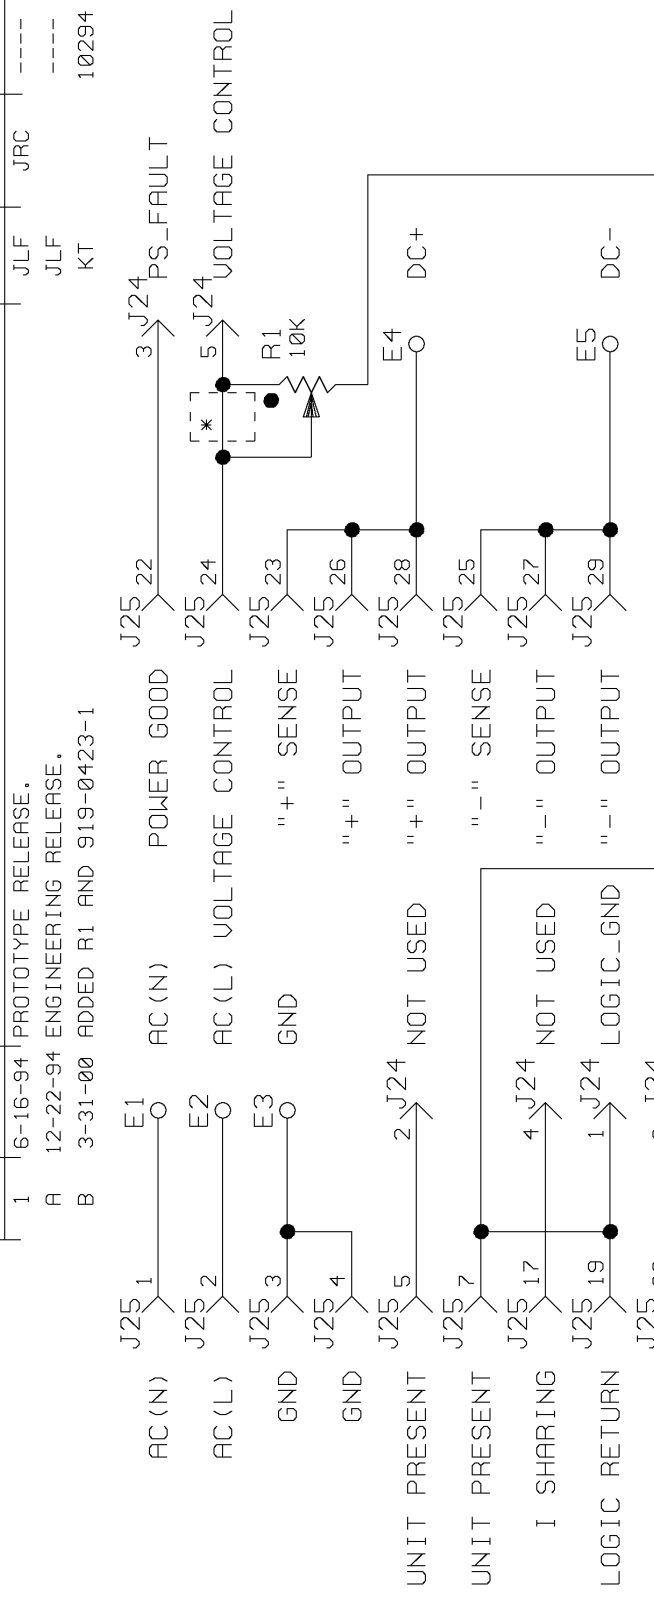 1 6-16-94 PROTOTYPE RELEASE. JLF JRC ----
A 12-22-94 ENGINEERING RELEASE. JLF ----
B 3-31-00 ADDED R1 AND 919-0423-1 KT 10294
AC(N) J25 1 E1 AC(N)
AC(L) J25 2 E2 AC(L)
GND J25 3 E3 GND
GND J25 4
UNIT PRESENT J25 5 2 J24 NOT USED
UNIT PRESENT J25 7
I SHARING J25 17 4 J24 NOT USED
LOGIC RETURN J25 19 1 J24 LOGIC_GND
POWER GOOD J25 22 3 J24 PS_FAULT
VOLTAGE CONTROL J25 24 * 5 J24 VOLTAGE CONTROL
R1
10K
"+" SENSE J25 23
"+" OUTPUT J25 26
"+" OUTPUT J25 28 E4 DC+
"-" SENSE J25 25
"-" OUTPUT J25 27
"-" OUTPUT J25 29 E5 DC-